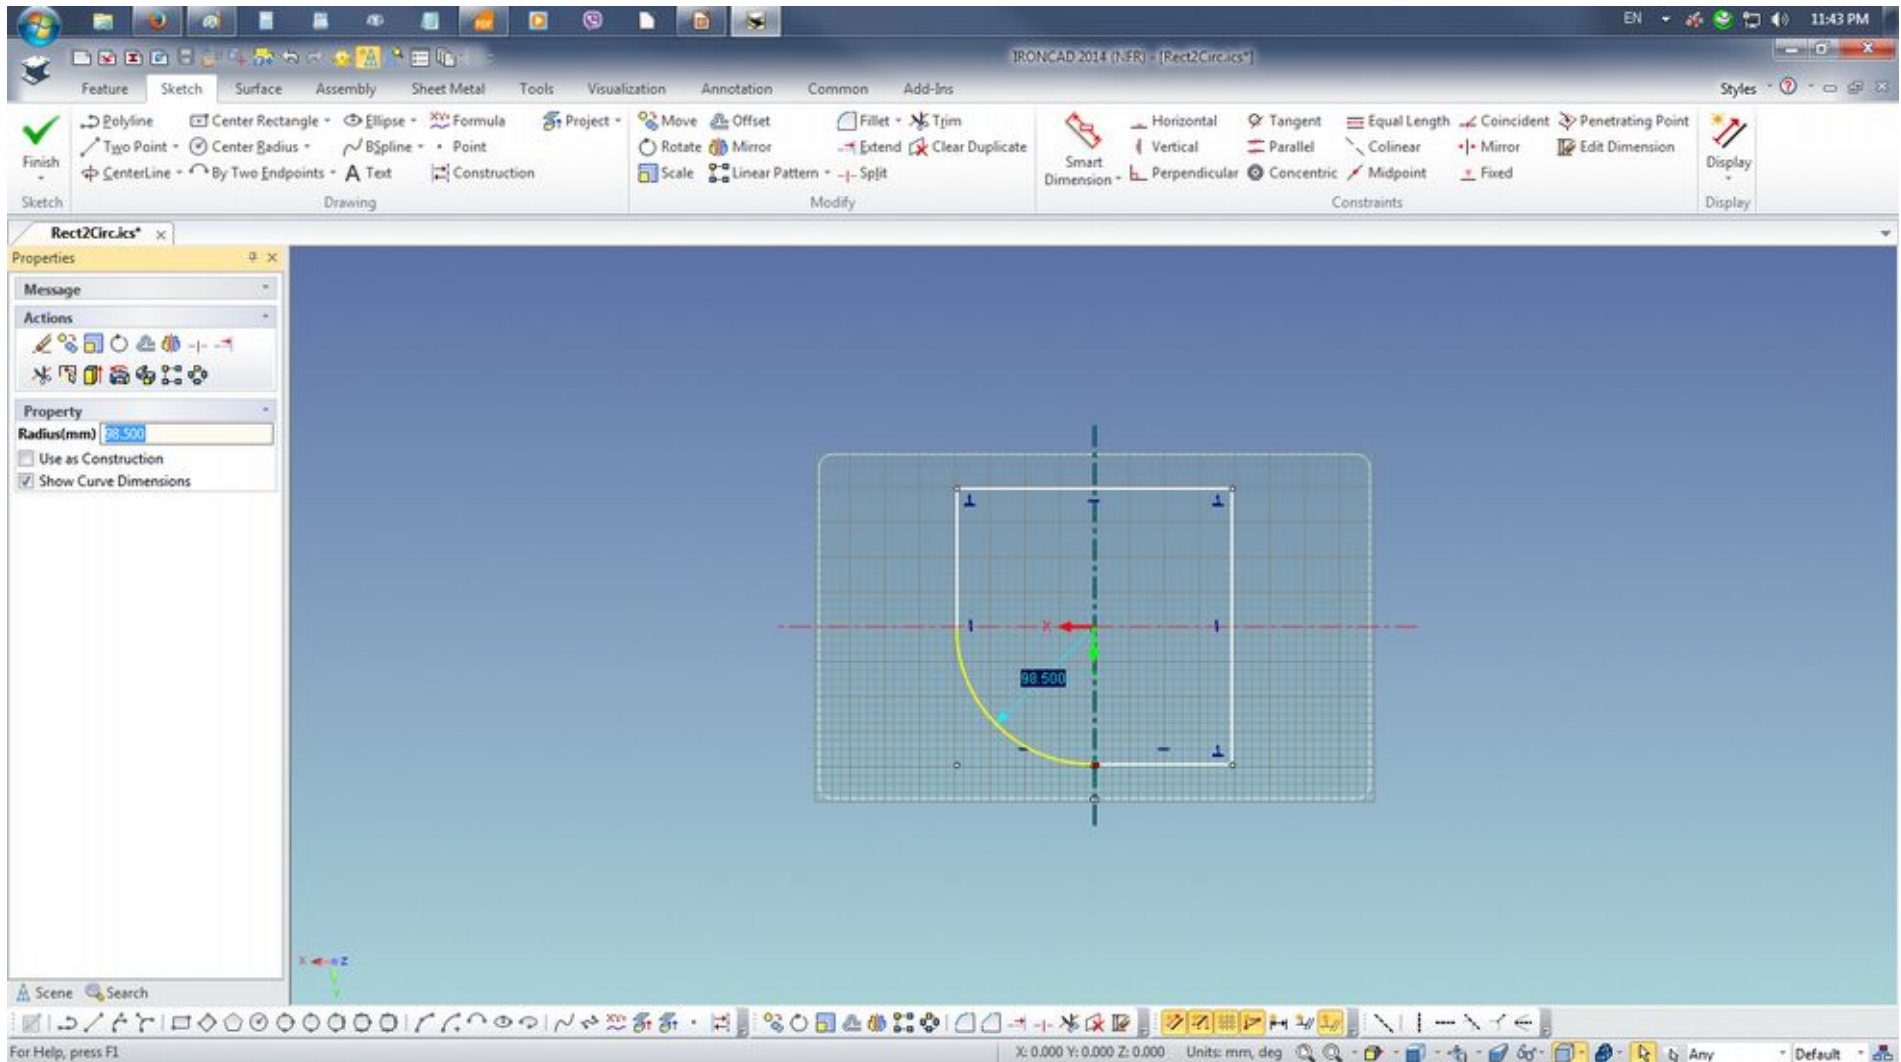 EN 11:43 PM
IRONCAD 2014 (NFR) - [Rect2Circ.ics*]
Feature Sketch Surface Assembly Sheet Metal Tools Visualization Annotation Common Add-Ins Styles
Polyline Center Rectangle Ellipse Formula Project Move Offset Fillet Trim Horizontal Tangent Equal Length Coincident Penetrating Point
Two Point Center Radius BSpline Point Rotate Mirror Extend Clear Duplicate Vertical Parallel Colinear Mirror Edit Dimension
Finish Smart Dimension Display
CenterLine By Two Endpoints A Text Construction Scale Linear Pattern Split Perpendicular Concentric Midpoint Fixed
Sketch Drawing Modify Constraints Display
Rect2Circ.ics*
Properties
Message
Actions
Property
Radius(mm) 98.500
Use as Construction
Show Curve Dimensions
X
98.500
X Z
Y
Scene Search
For Help, press F1 X: 0.000 Y: 0.000 Z: 0.000 Units: mm, deg Any Default